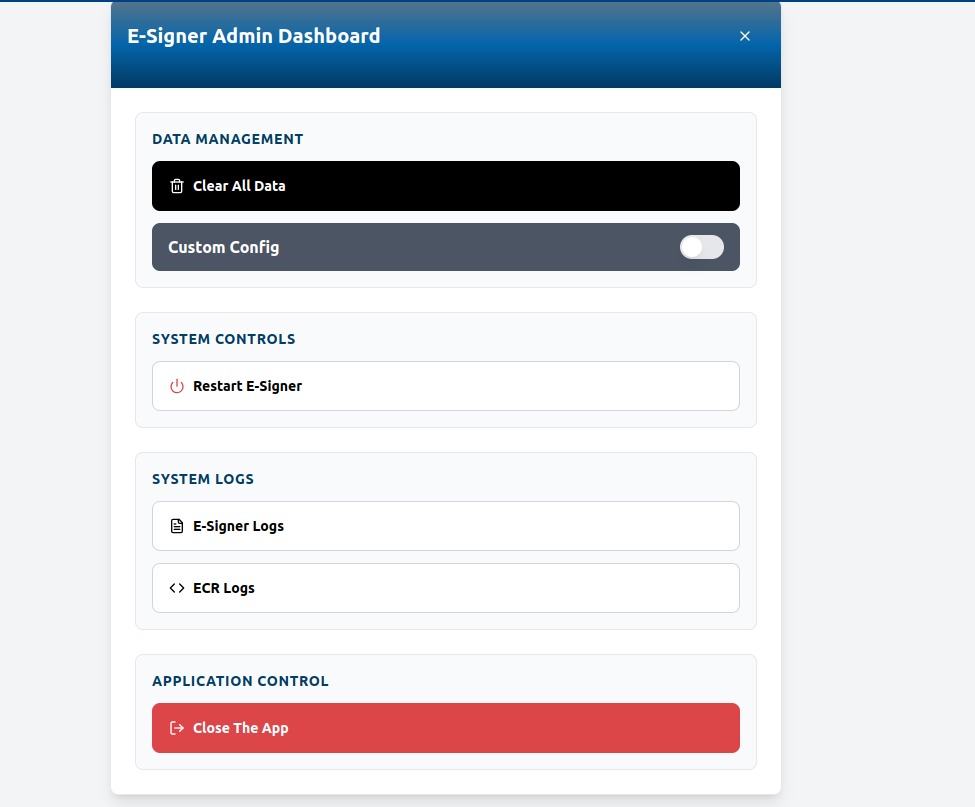 E-Signer Admin Dashboard
DATA MANAGEMENT
Clear All Data
Custom Config
SYSTEM CONTROLS
Restart E-Signer
SYSTEM LOGS
E-Signer Logs
ECR Logs
APPLICATION CONTROL
Close The App